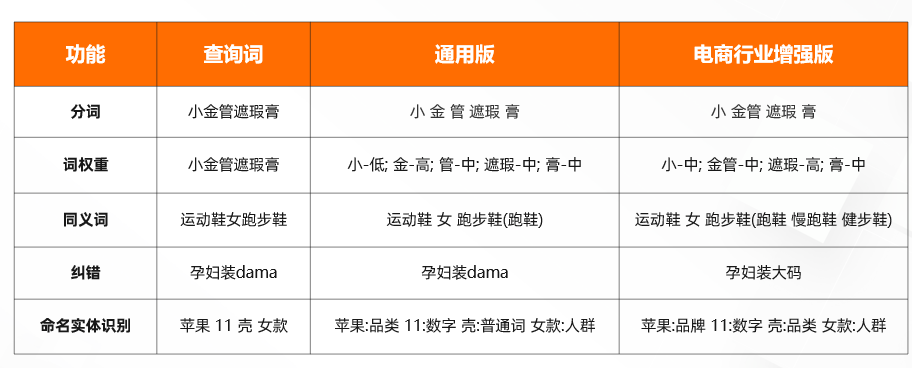 功能 查询词 通用版 电商行业增强版
分词 小金管遮瑕膏 小 金 管 遮瑕 膏 小 金管 遮瑕 膏
词权重 小金管遮瑕膏 小-低; 金-高; 管-中; 遮瑕-中; 膏-中 小-中; 金管-中; 遮瑕-高; 膏-中
同义词 运动鞋女跑步鞋 运动鞋 女 跑步鞋(跑鞋) 运动鞋 女 跑步鞋(跑鞋 慢跑鞋 健步鞋)
纠错 孕妇装dama 孕妇装dama 孕妇装大码
命名实体识别 苹果 11 壳 女款 苹果:品类 11:数字 壳:普通词 女款:人群 苹果:品牌 11:数字 壳:品类 女款:人群